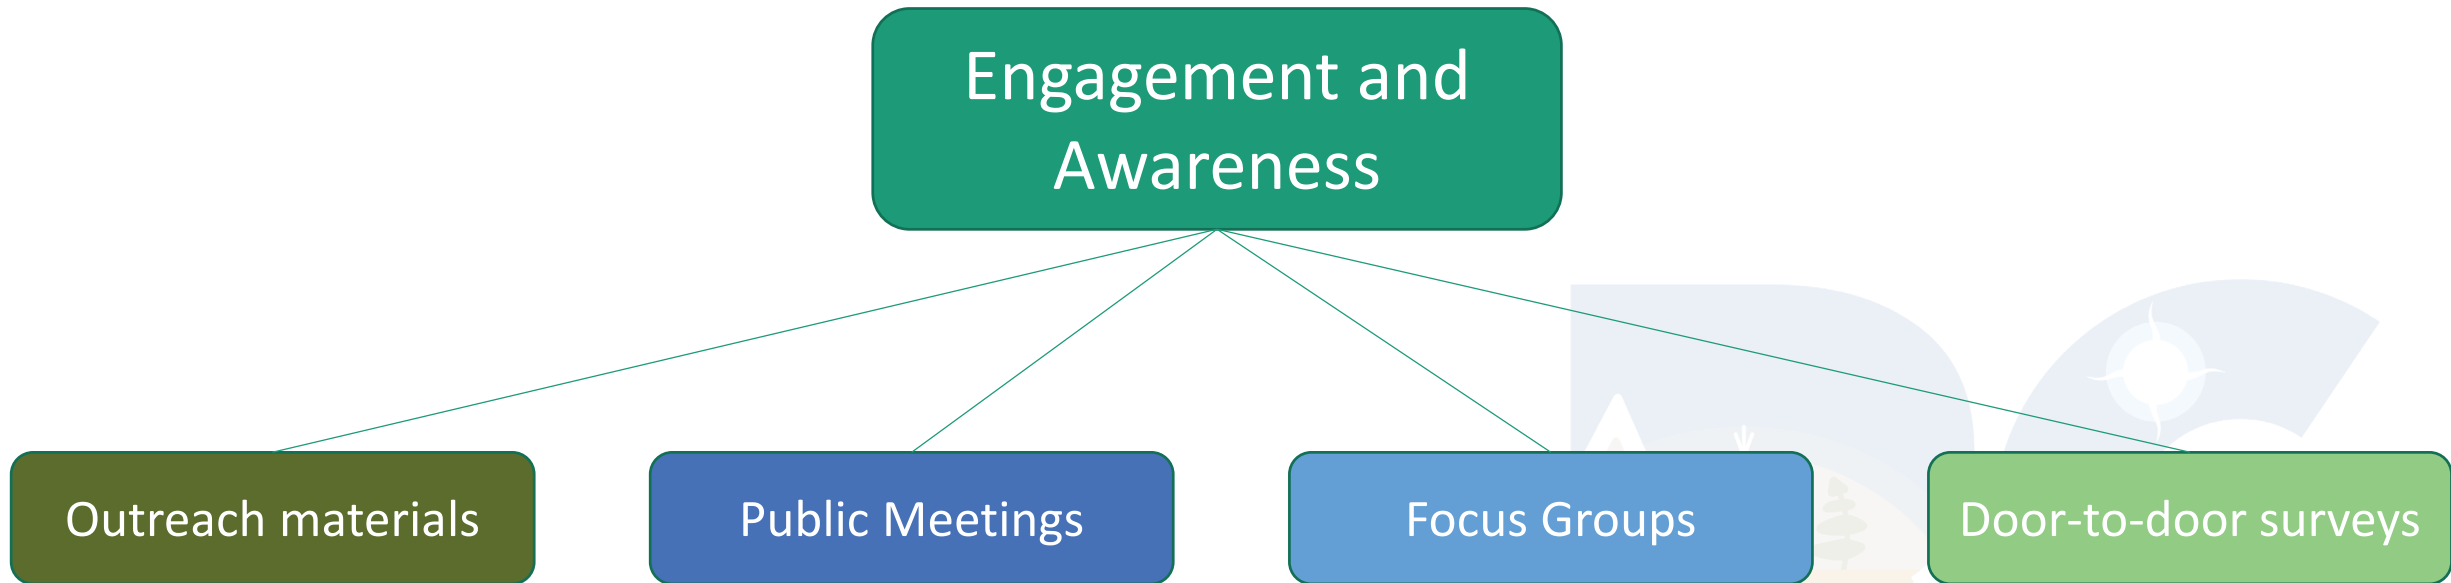 Engagement and
Awareness
Outreach materials
Public Meetings
Focus Groups
Door-to-door surveys